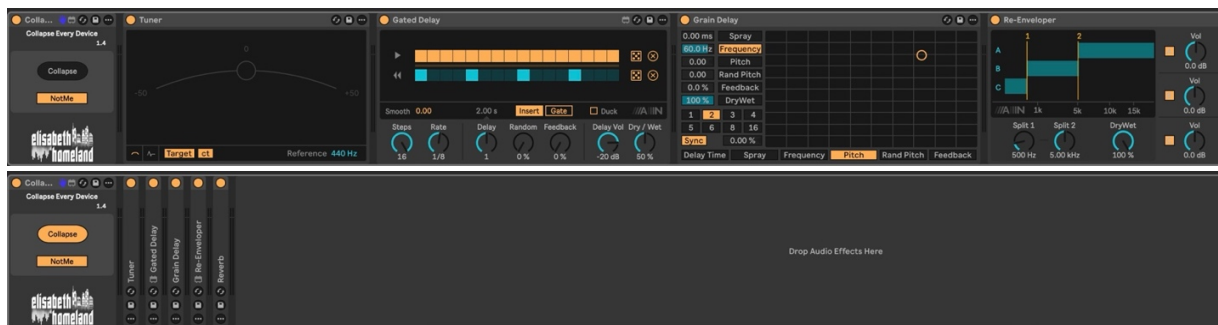 Colla...
Collapse Every Device
1.4
Collapse
NotMe
elisabeth
homeland
Tuner
0
-50
+50
Target ct
Reference 440 Hz
Gated Delay
Smooth 0.00
2.00 s
Insert Gate
Duck
Steps Rate Delay Random Feedback Delay Vol Dry / Wet
16 1/8 1 0 % 0 % -20 dB 50 %
Grain Delay
0.00 ms Spray
60.0 Hz Frequency
0.00 Pitch
0.00 Rand Pitch
0.0 % Feedback
100 % DryWet
1 2 3 4
5 6 8 16
Sync 0.00 %
Delay Time Spray Frequency Pitch Rand Pitch Feedback
Re-Enveloper
1 2
A
B
C
1k 5k 10k 15k
Split 1 Split 2 DryWet
500 Hz 5.00 kHz 100 %
Vol
0.0 dB
Vol
0.0 dB
Vol
0.0 dB
Colla...
Collapse Every Device
1.4
Collapse
NotMe
elisabeth
homeland
Tuner
Gated Delay
Grain Delay
Re-Enveloper
Reverb
Drop Audio Effects Here